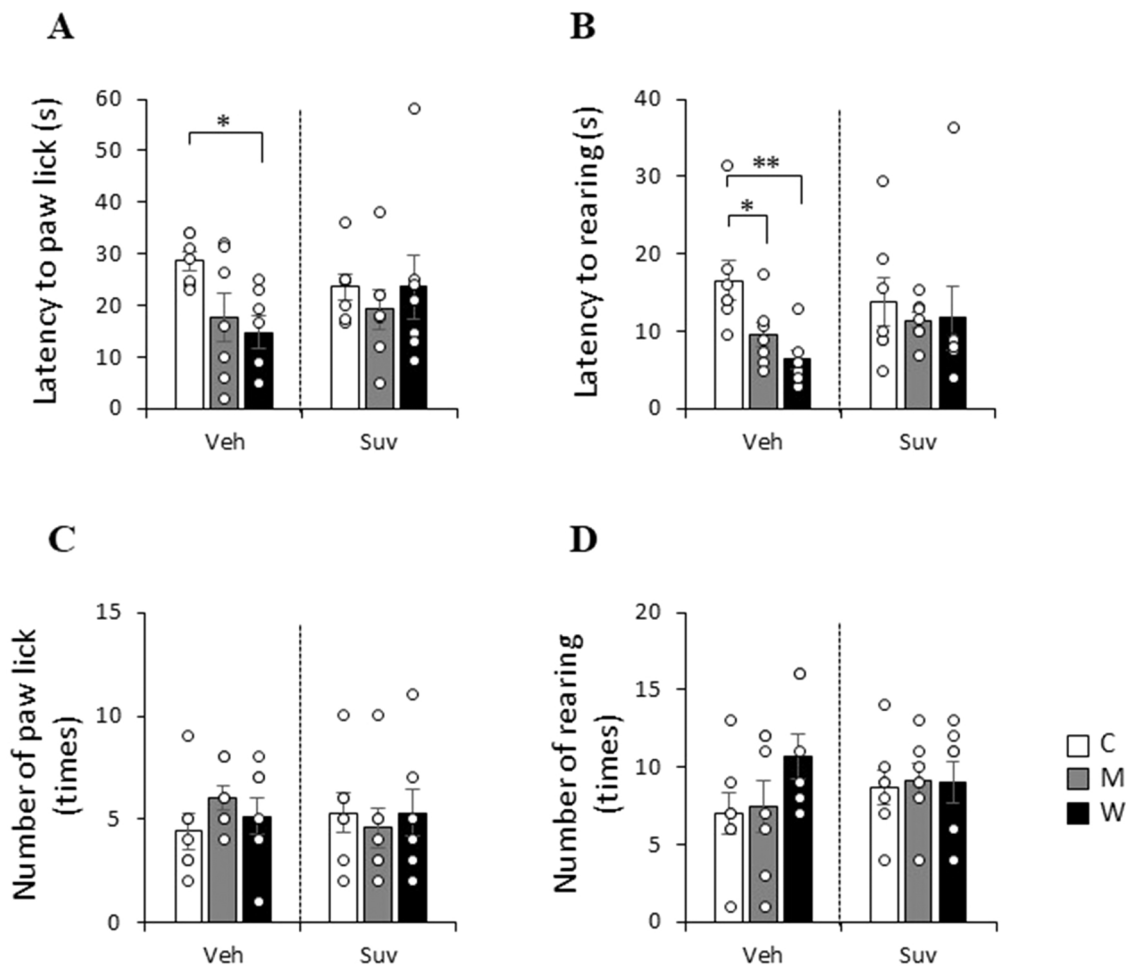 A
Latency to paw lick (s)
60
50
40
30
20
10
0
*
Veh
Suv
B
Latency to rearing (s)
40
30
20
10
0
**
*
Veh
Suv
C
Number of paw lick
(times)
15
10
5
0
Veh
Suv
D
Number of rearing
(times)
20
15
10
5
0
Veh
Suv
C
M
W